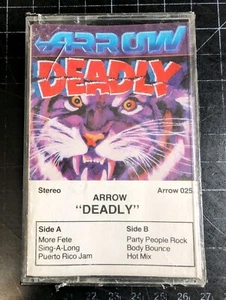 ARROW
DEADLY
Stereo
Arrow 025
ARROW
"DEADLY"
Side A
More Fete
Sing-A-Long
Puerto Rico Jam
Side B
Party People Rock
Body Bounce
Hot Mix